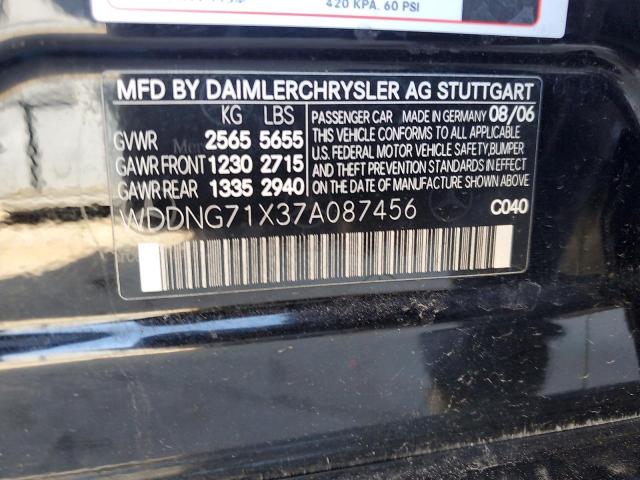 420 KPA. 60 PSI
MFD BY DAIMLERCHRYSLER AG STUTTGART
KG LBS
GVWR 2565 5655
GAWR FRONT 1230 2715
GAWR REAR 1335 2940
PASSENGER CAR MADE IN GERMANY 08/06
THIS VEHICLE CONFORMS TO ALL APPLICABLE
U.S. FEDERAL MOTOR VEHICLE SAFETY, BUMPER
AND THEFT PREVENTION STANDARDS IN EFFECT
ON THE DATE OF MANUFACTURE SHOWN ABOVE.
WDDNG71X37A087456
C040